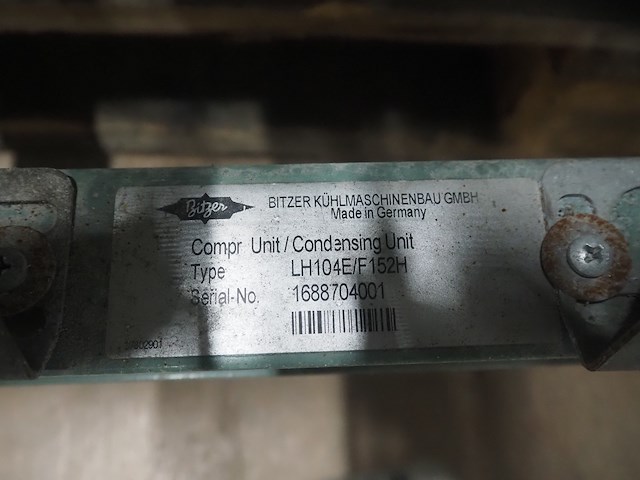 Bitzer
BITZER KÜHLMASCHINENBAU GMBH
Made in Germany
Compr Unit / Condensing Unit
Type LH104E/F152H
Serial-No. 1688704001